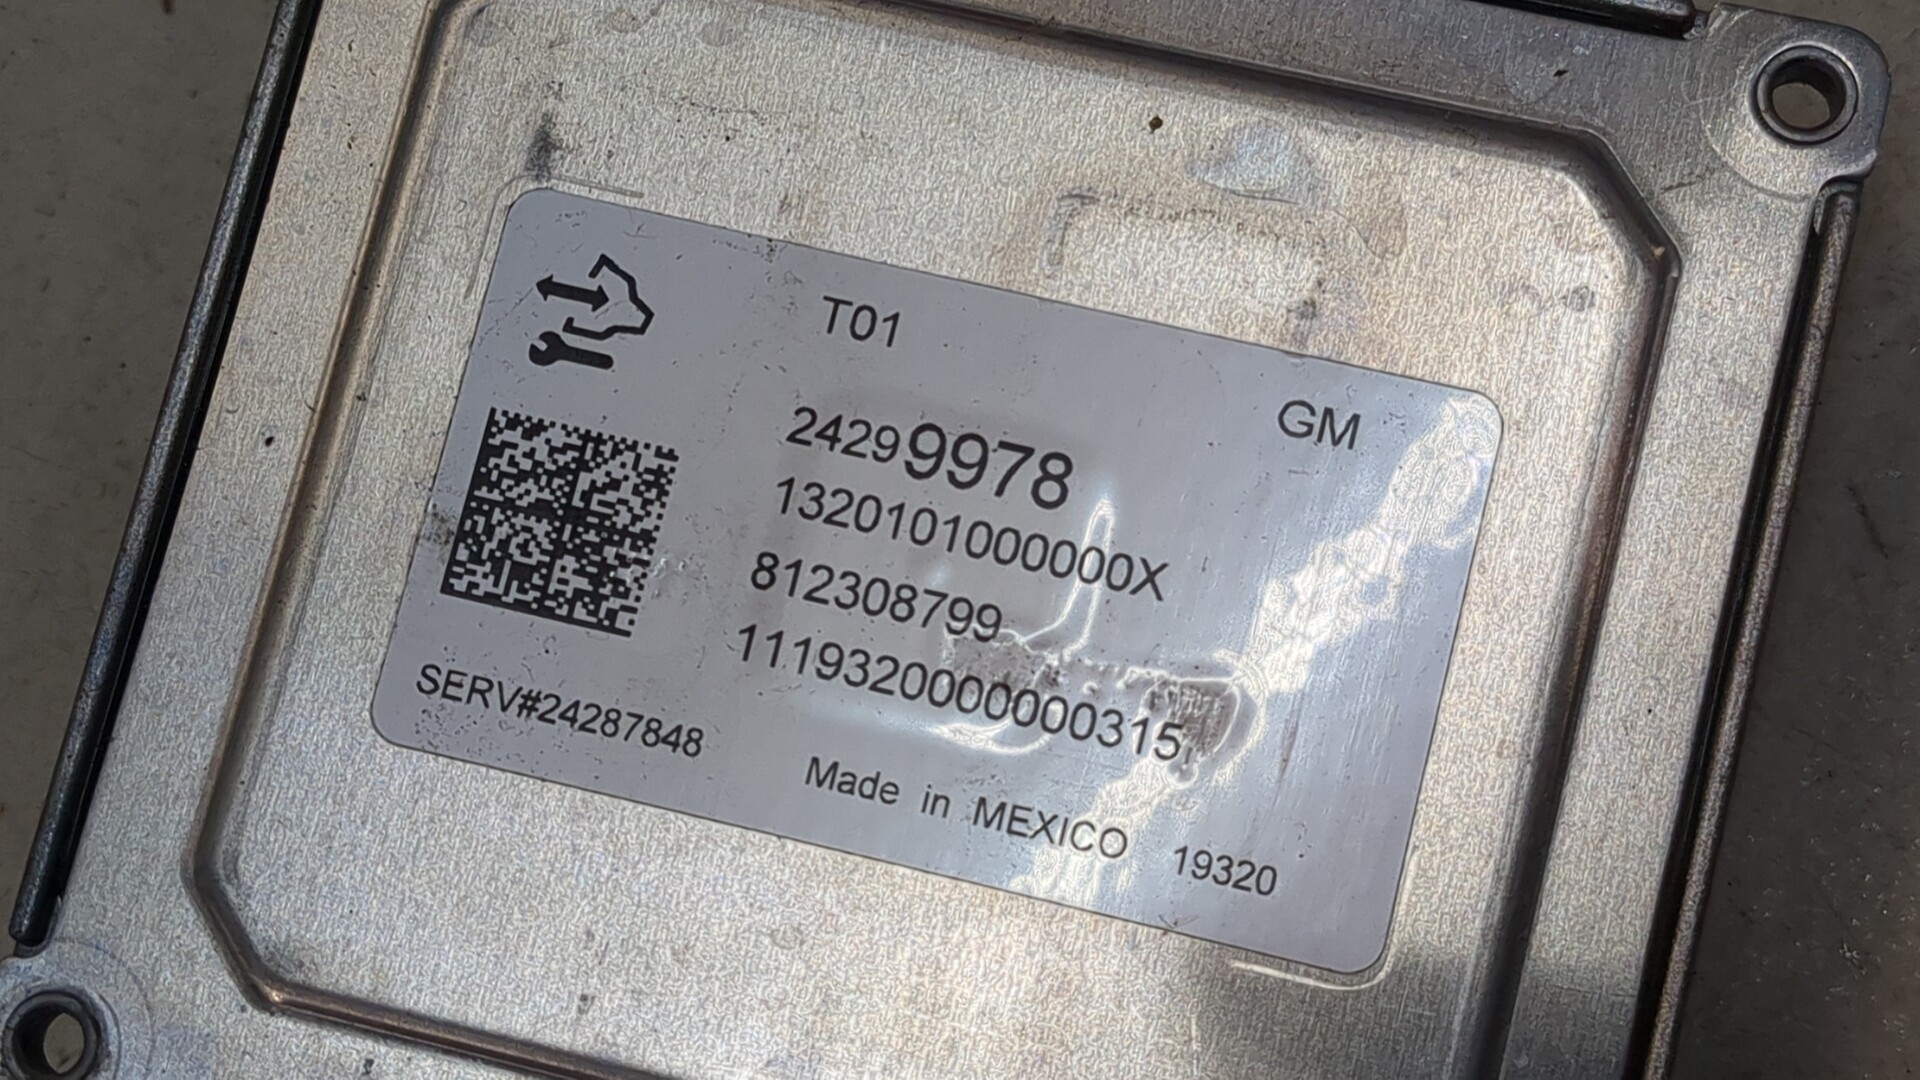 T01
GM
24299978
1320101000000X
812308799
1119320000000315
SERV#24287848
Made in MEXICO 19320